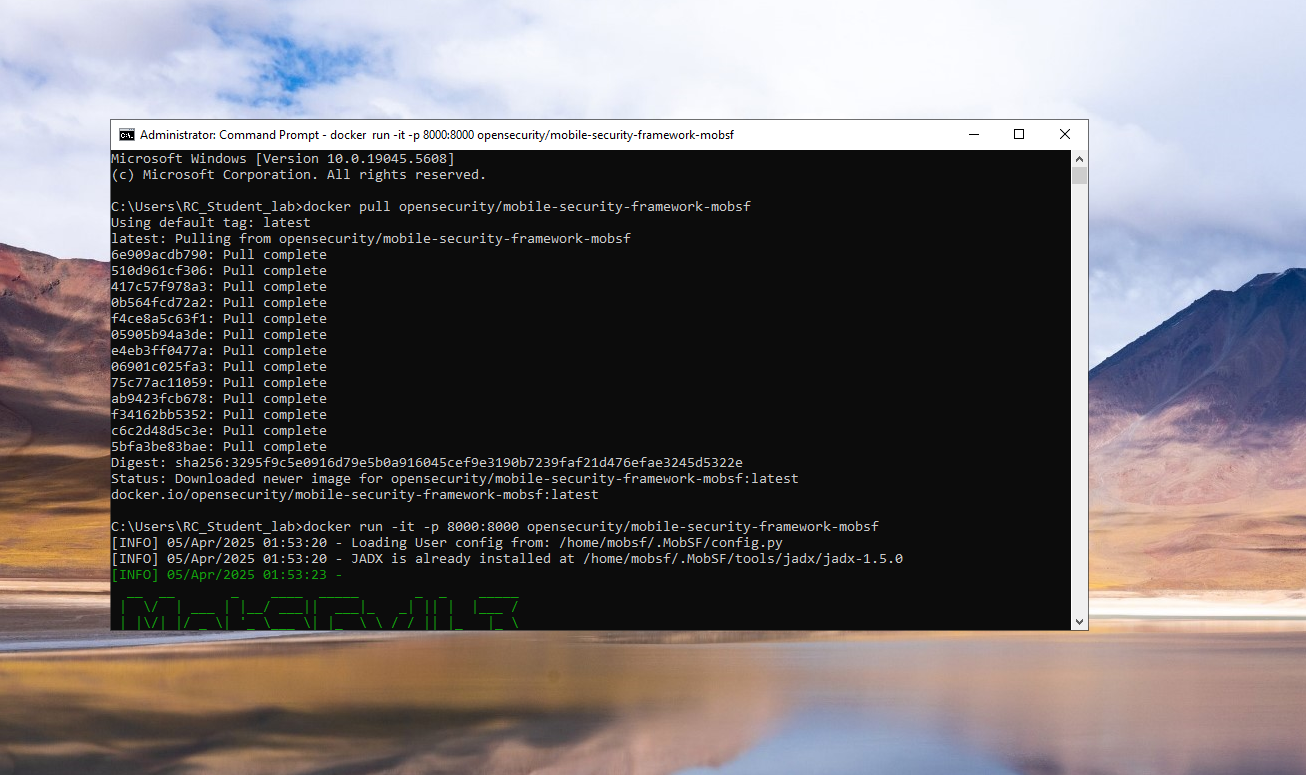 Administrator: Command Prompt - docker run -it -p 8000:8000 opensecurity/mobile-security-framework-mobsf
Microsoft Windows [Version 10.0.19045.5608]
(c) Microsoft Corporation. All rights reserved.
C:\Users\RC_Student_lab>docker pull opensecurity/mobile-security-framework-mobsf
Using default tag: latest
latest: Pulling from opensecurity/mobile-security-framework-mobsf
6e909acdb790: Pull complete
510d961cf306: Pull complete
417c57f978a3: Pull complete
0b564fcd72a2: Pull complete
f4ce8a5c63f1: Pull complete
05905b94a3de: Pull complete
e4eb3ff0477a: Pull complete
06901c025fa3: Pull complete
75c77ac11059: Pull complete
ab9423fcb678: Pull complete
f34162bb5352: Pull complete
c6c2d48d5c3e: Pull complete
5bfa3be83bae: Pull complete
Digest: sha256:3295f9c5e0916d79e5b0a916045cef9e3190b7239faf21d476efae3245d5322e
Status: Downloaded newer image for opensecurity/mobile-security-framework-mobsf:latest
docker.io/opensecurity/mobile-security-framework-mobsf:latest
C:\Users\RC_Student_lab>docker run -it -p 8000:8000 opensecurity/mobile-security-framework-mobsf
[INFO] 05/Apr/2025 01:53:20 - Loading User config from: /home/mobsf/.MobSF/config.py
[INFO] 05/Apr/2025 01:53:20 - JADX is already installed at /home/mobsf/.MobSF/tools/jadx/jadx-1.5.0
[INFO] 05/Apr/2025 01:53:23 -